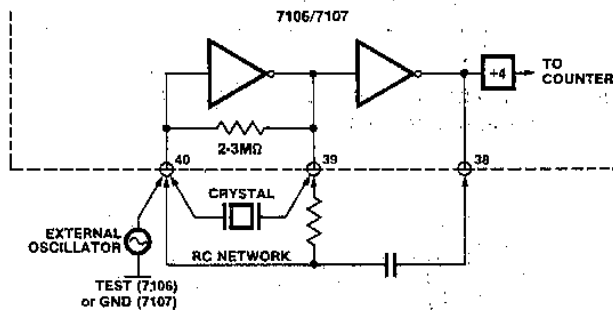 7106/7107
÷4
TO
COUNTER
2-3MΩ
40
39
38
CRYSTAL
EXTERNAL
OSCILLATOR
RC NETWORK
TEST (7106)
or GND (7107)